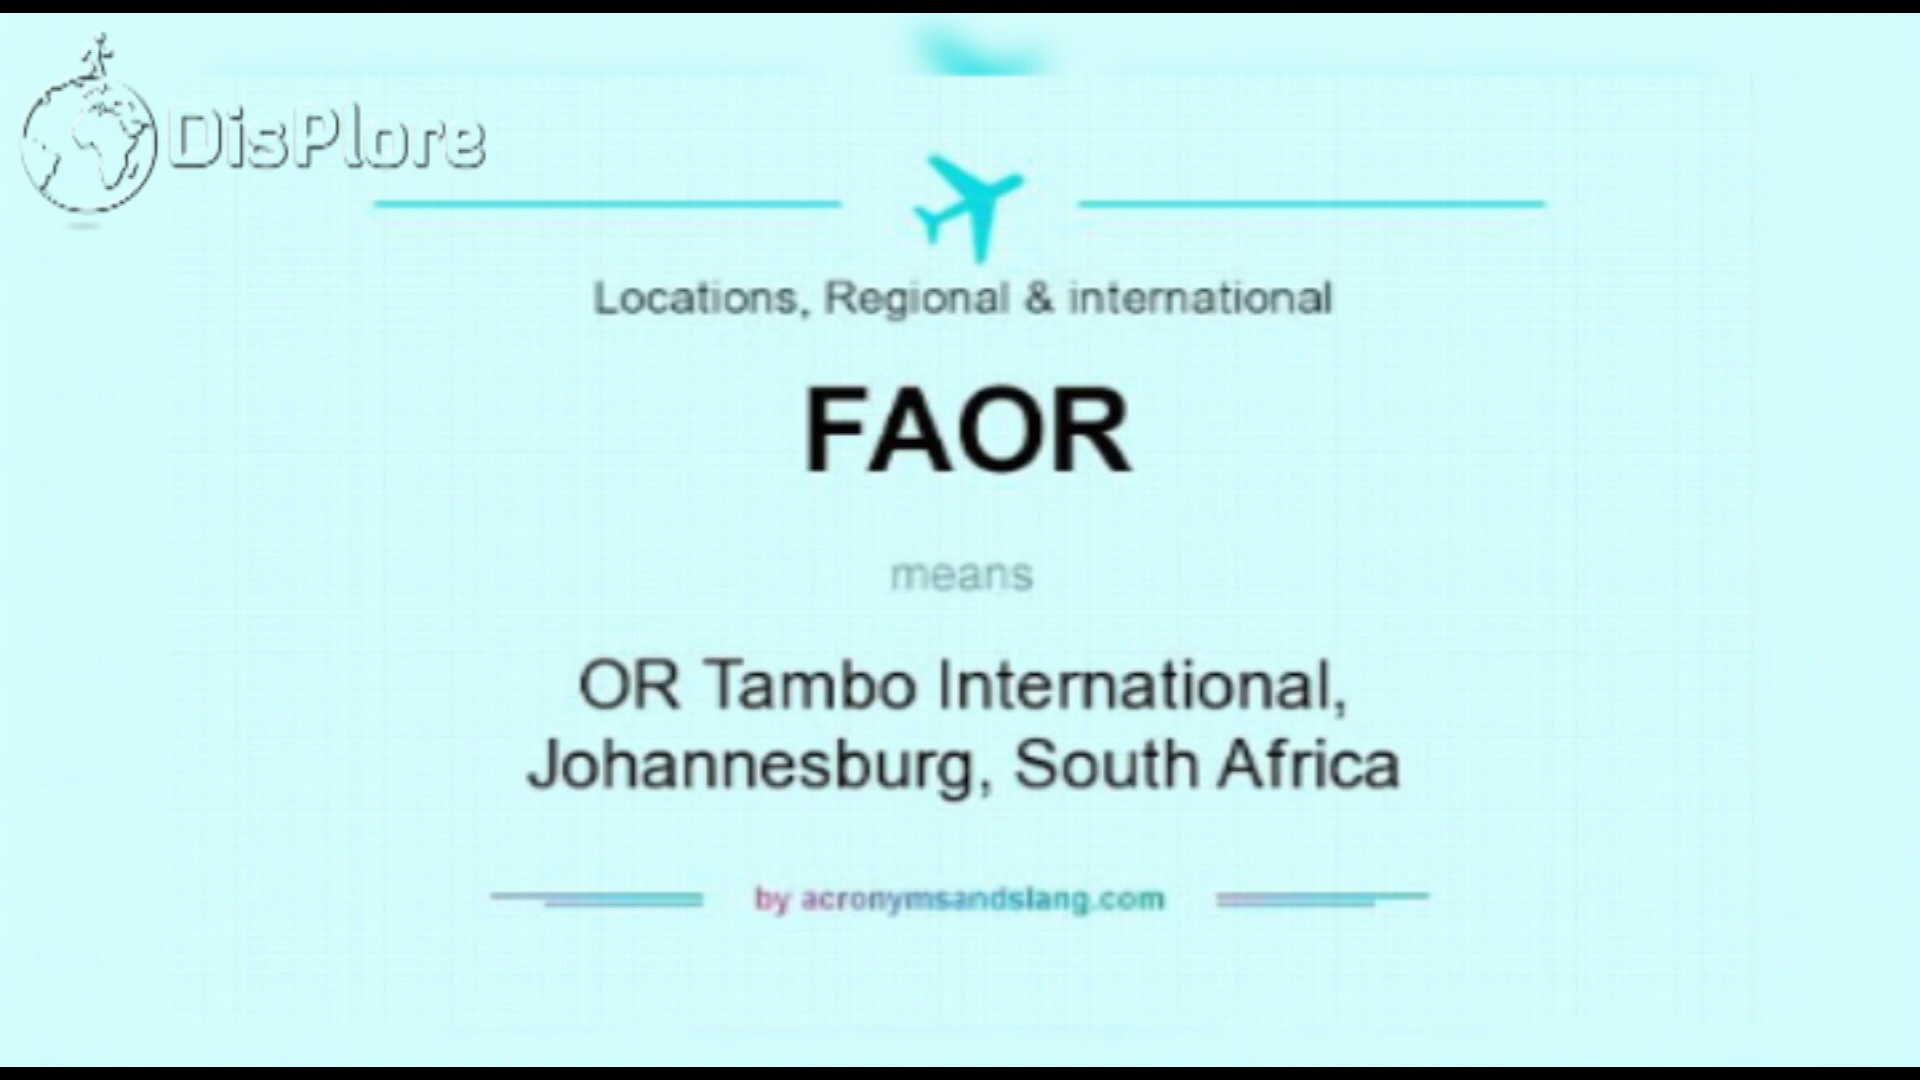 DisPlore
Locations, Regional & international
FAOR
means
OR Tambo International,
Johannesburg, South Africa
by acronymsandslang.com